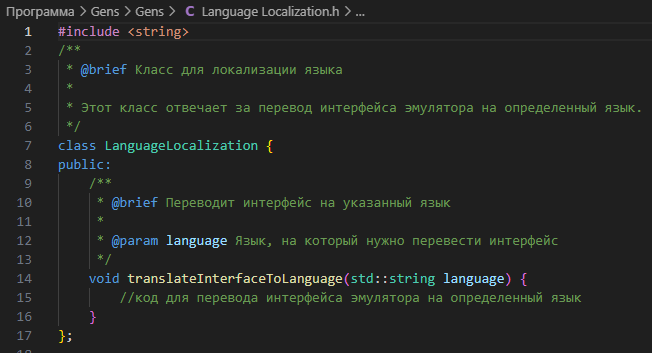 Программа > Gens > Gens > C Language Localization.h > ...
1 #include <string>
2 /**
3  * @brief Класс для локализации языка
4  *
5  * Этот класс отвечает за перевод интерфейса эмулятора на определенный язык.
6  */
7 class LanguageLocalization {
8 public:
9     /**
10      * @brief Переводит интерфейс на указанный язык
11      *
12      * @param language Язык, на который нужно перевести интерфейс
13      */
14     void translateInterfaceToLanguage(std::string language) {
15         //код для перевода интерфейса эмулятора на определенный язык
16     }
17 };
18